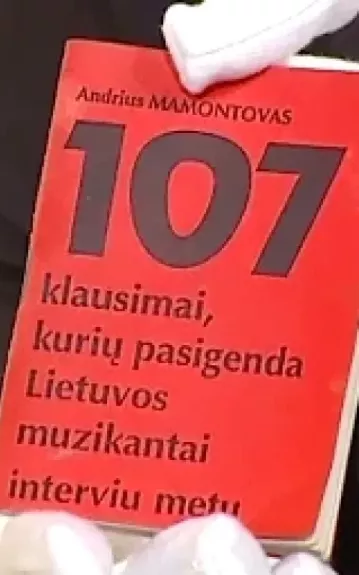 Andrius MAMONTOVAS
107
klausimai,
kurių pasigenda
Lietuvos
muzikantai
interviu metu